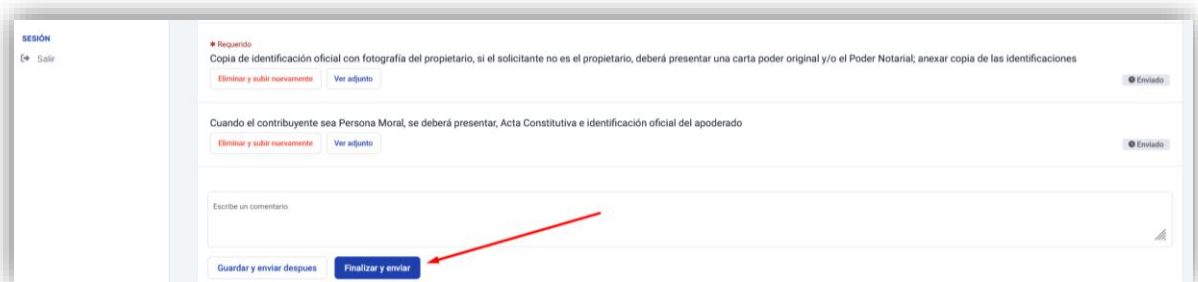 SESIÓN
Salir
* Requerido
Copia de identificación oficial con fotografía del propietario, si el solicitante no es el propietario, deberá presentar una carta poder original y/o el Poder Notarial; anexar copia de las identificaciones
Eliminar y subir nuevamente Ver adjunto Enviado
Cuando el contribuyente sea Persona Moral, se deberá presentar, Acta Constitutiva e identificación oficial del apoderado
Eliminar y subir nuevamente Ver adjunto Enviado
Escribe un comentario
Guardar y enviar despues Finalizar y enviar